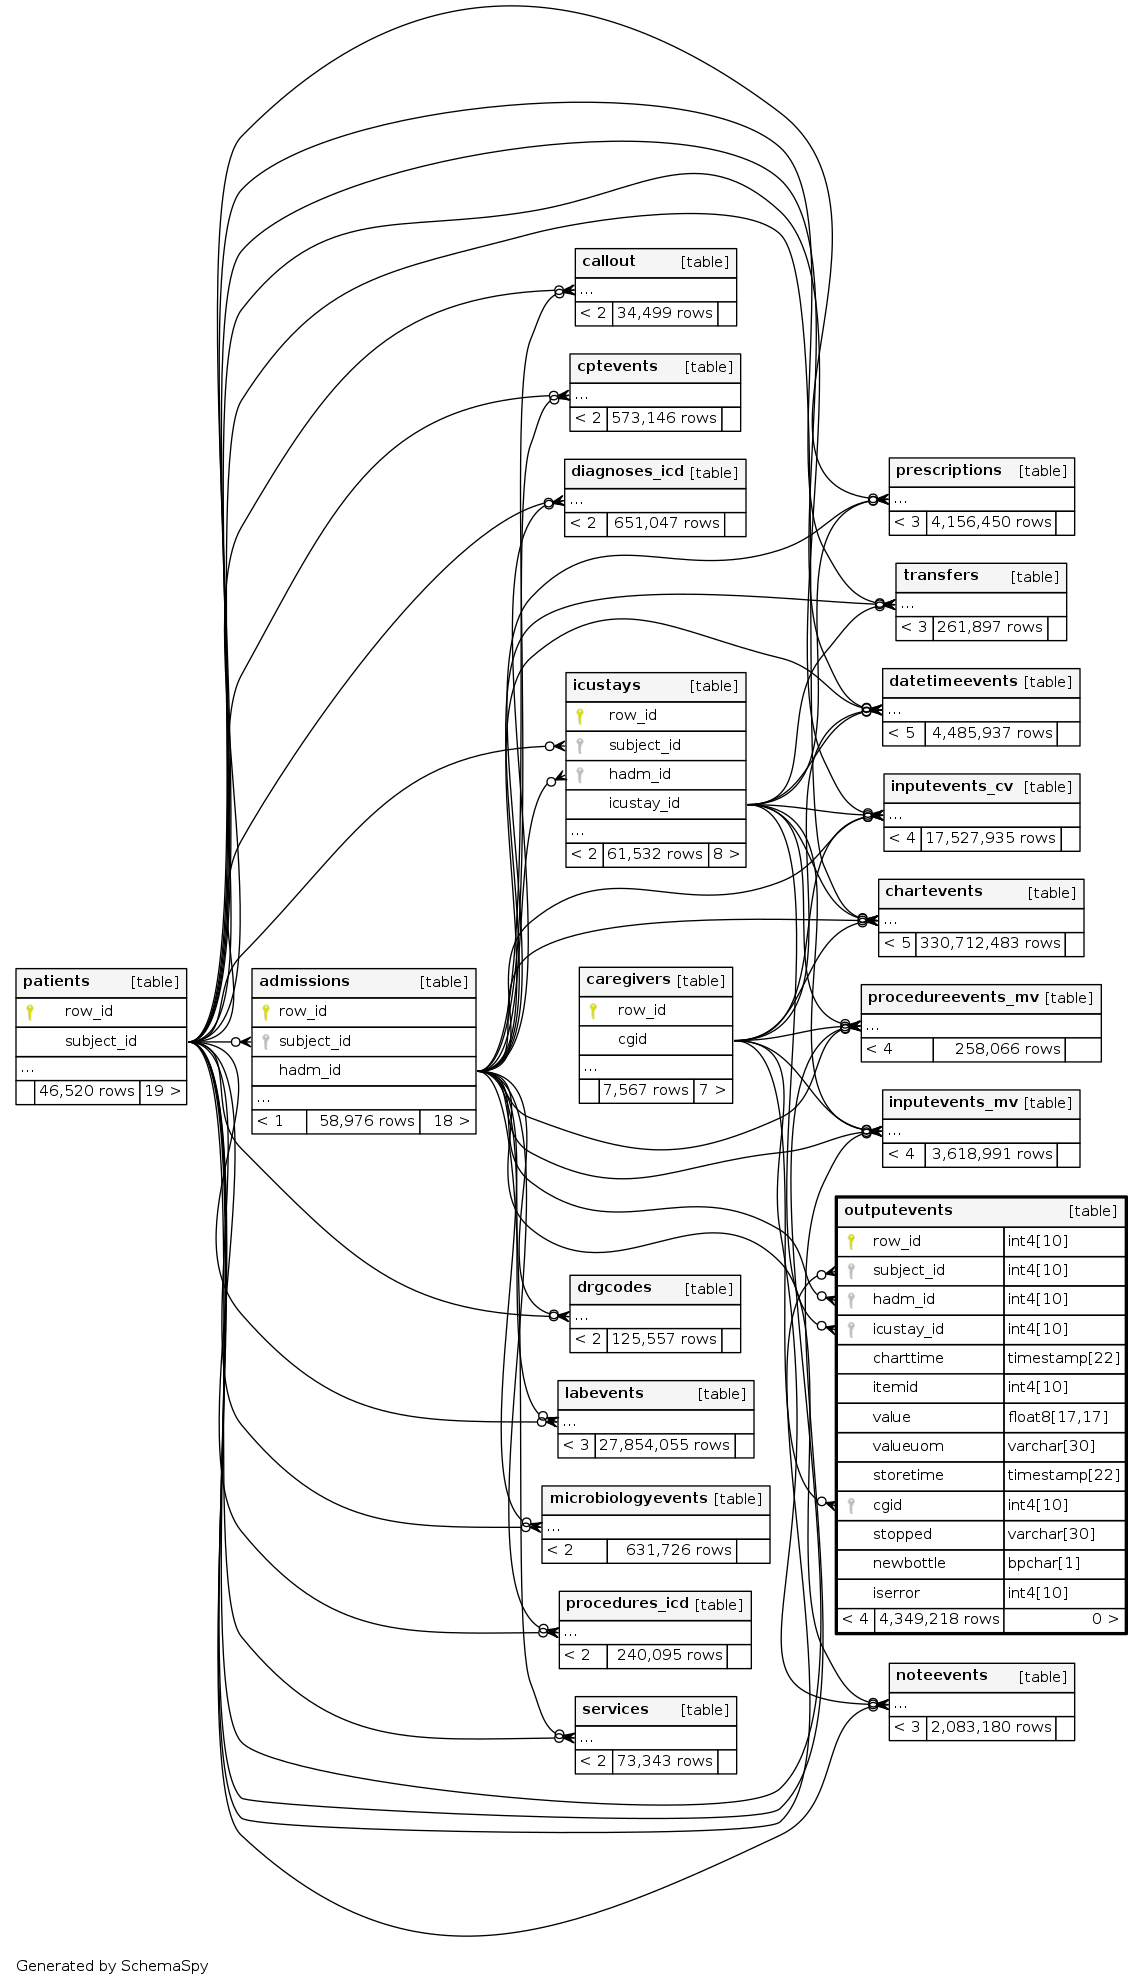 callout [table]
...
< 2 34,499 rows
cptevents [table]
...
< 2 573,146 rows
diagnoses_icd [table]
...
< 2 651,047 rows
prescriptions [table]
...
< 3 4,156,450 rows
transfers [table]
...
< 3 261,897 rows
icustays [table]
row_id
subject_id
hadm_id
icustay_id
...
< 2 61,532 rows 8 >
datetimeevents [table]
...
< 5 4,485,937 rows
inputevents_cv [table]
...
< 4 17,527,935 rows
chartevents [table]
...
< 5 330,712,483 rows
patients [table]
row_id
subject_id
...
46,520 rows 19 >
admissions [table]
row_id
subject_id
hadm_id
...
< 1 58,976 rows 18 >
caregivers [table]
row_id
cgid
...
7,567 rows 7 >
procedureevents_mv [table]
...
< 4 258,066 rows
inputevents_mv [table]
...
< 4 3,618,991 rows
outputevents [table]
row_id int4[10]
subject_id int4[10]
hadm_id int4[10]
icustay_id int4[10]
charttime timestamp[22]
itemid int4[10]
value float8[17,17]
valueuom varchar[30]
storetime timestamp[22]
cgid int4[10]
stopped varchar[30]
newbottle bpchar[1]
iserror int4[10]
< 4 4,349,218 rows 0 >
drgcodes [table]
...
< 2 125,557 rows
labevents [table]
...
< 3 27,854,055 rows
microbiologyevents [table]
...
< 2 631,726 rows
procedures_icd [table]
...
< 2 240,095 rows
services [table]
...
< 2 73,343 rows
noteevents [table]
...
< 3 2,083,180 rows
Generated by SchemaSpy